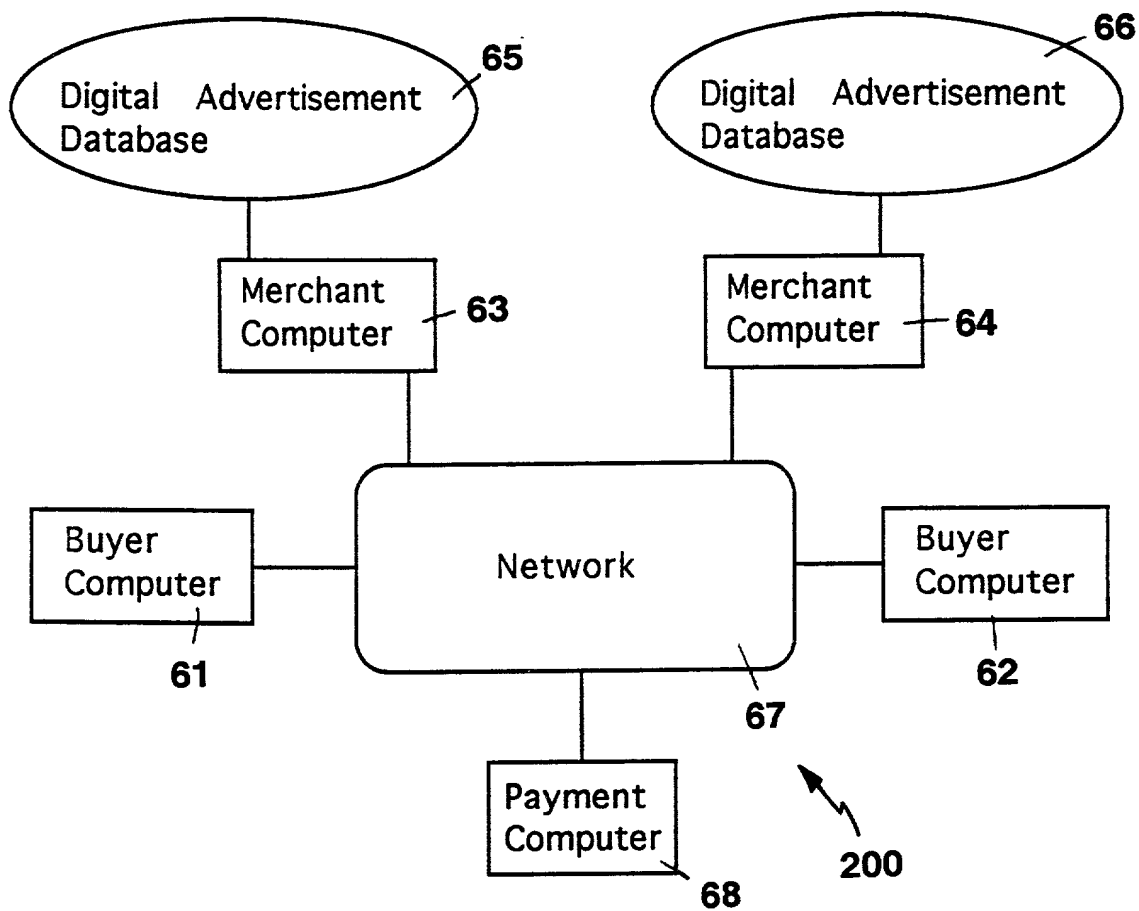 65
Digital Advertisement
Database
66
Digital Advertisement
Database
Merchant
Computer
63
Merchant
Computer
64
Buyer
Computer
61
Network
67
Buyer
Computer
62
Payment
Computer
68
200